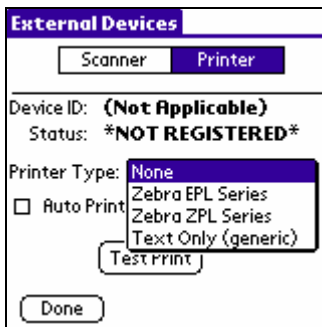 External Devices
Scanner Printer
Device ID: (Not Applicable)
Status: *NOT REGISTERED*
Printer Type: None
Zebra EPL Series
Auto Print Zebra ZPL Series
Text Only (generic)
Test Print
Done